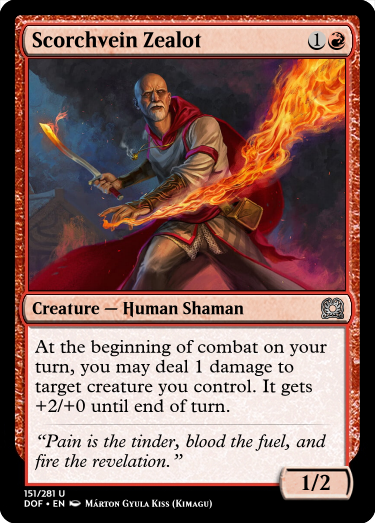 Scorchvein Zealot 1
Creature — Human Shaman
At the beginning of combat on your
turn, you may deal 1 damage to
target creature you control. It gets
+2/+0 until end of turn.
“Pain is the tinder, blood the fuel, and
fire the revelation.”
1/2
151/281 U
DOF • EN Márton Gyula Kiss (Kimagu)